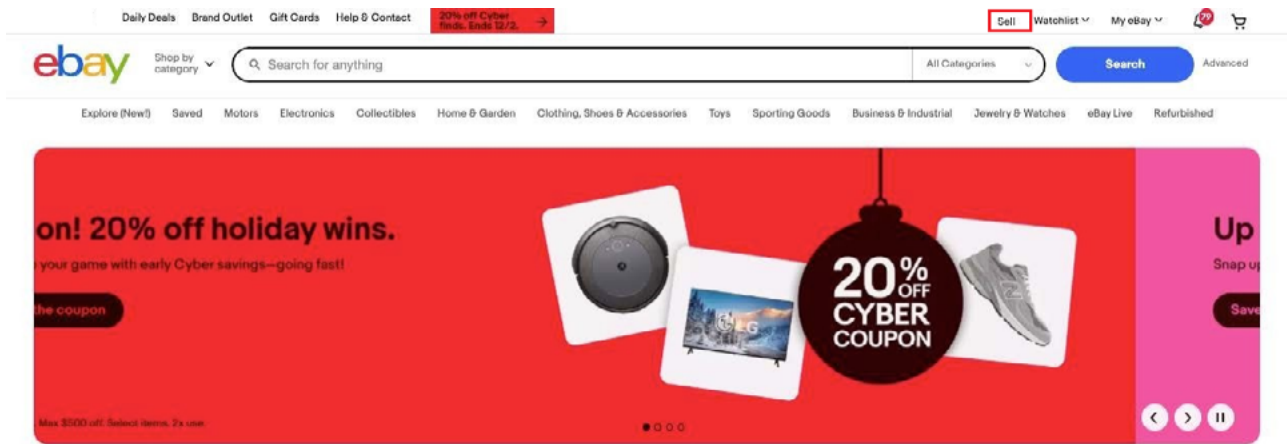 Daily Deals Brand Outlet Gift Cards Help & Contact
20% off Cyber
finds. Ends 12/2.
Sell Watchlist My eBay 79
ebay
Shop by
category
Search for anything
All Categories
Search
Advanced
Explore (New!) Saved Motors Electronics Collectibles Home & Garden Clothing, Shoes & Accessories Toys Sporting Goods Business & Industrial Jewelry & Watches eBay Live Refurbished
on! 20% off holiday wins.
your game with early Cyber savings—going fast!
the coupon
Max $500 off. Select items. 2x use.
LG
20%
OFF
CYBER
COUPON
N
Up
Snap up
Save